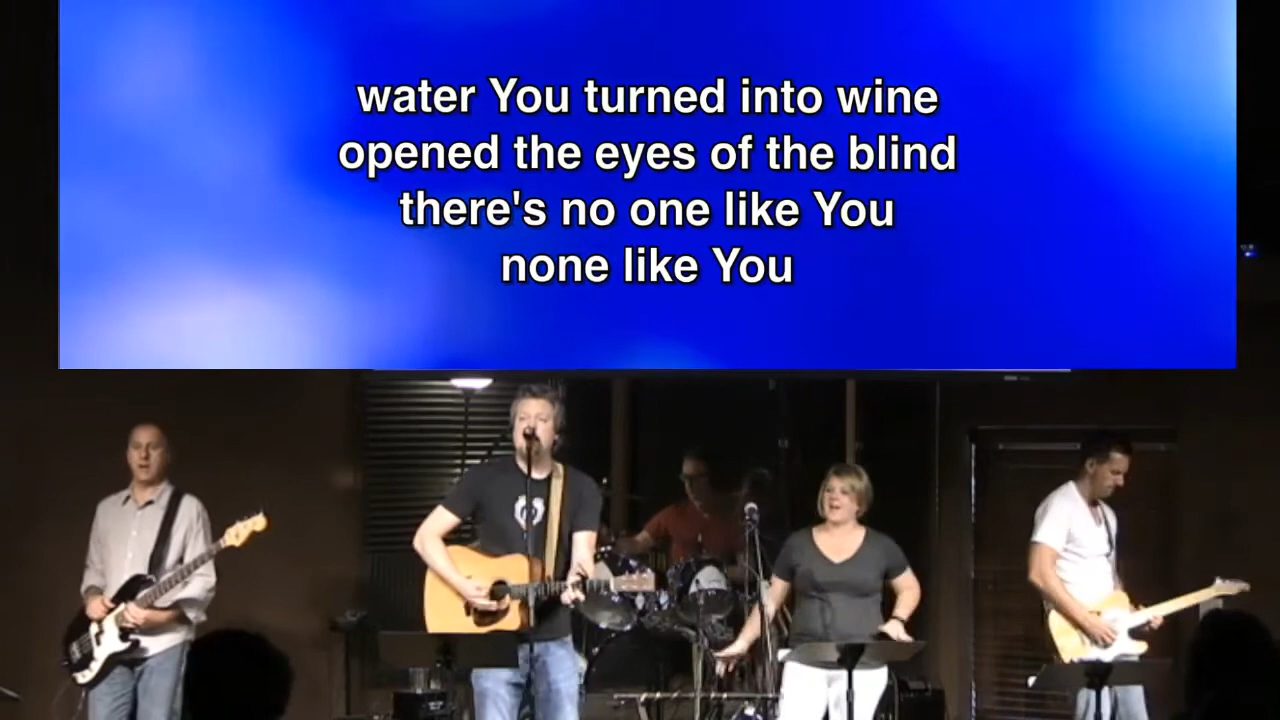 water You turned into wine
opened the eyes of the blind
there's no one like You
none like You